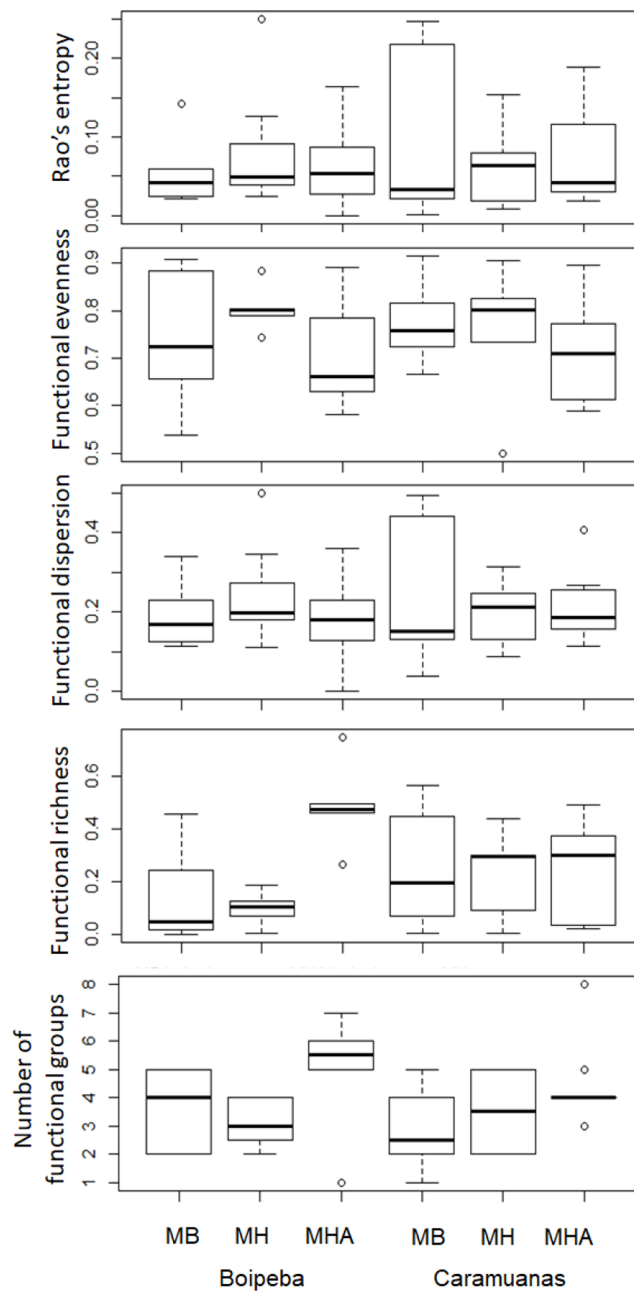 Rao's entropy
0.20
0.10
0.00
Functional evenness
0.9
0.8
0.7
0.6
0.5
Functional dispersion
0.4
0.2
0.0
Functional richness
0.6
0.4
0.2
0.0
Number of
functional groups
8
7
6
5
4
3
2
1
MB MH MHA MB MH MHA
Boipeba Caramuanas